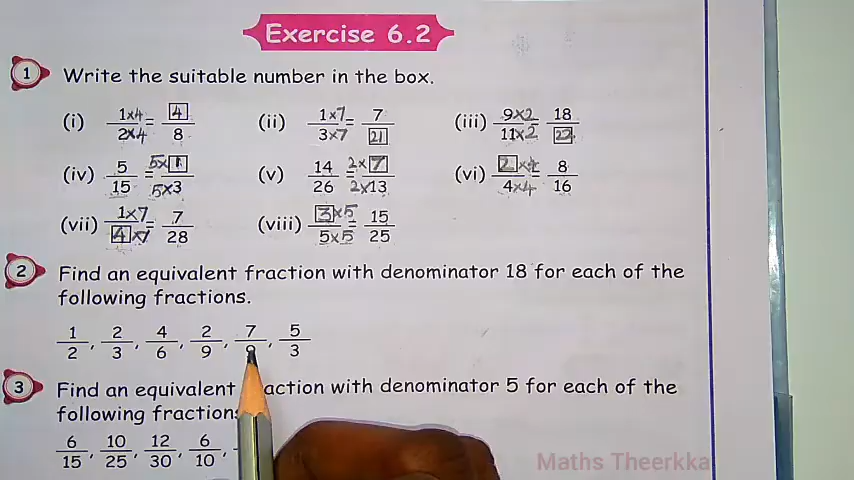 Exercise 6.2
1 Write the suitable number in the box.
(i) 1×4/2×4 = 4/8 (ii) 1×7/3×7 = 7/21 (iii) 9×2/11×2 = 18/22
(iv) 5/15 = 5×1/5×3 (v) 14/26 = 2×7/2×13 (vi) 2×4/4×4 = 8/16
(vii) 1×7/4×7 = 7/28 (viii) 3×5/5×5 = 15/25
2 Find an equivalent fraction with denominator 18 for each of the
following fractions.
1/2, 2/3, 4/6, 2/9, 7/9, 5/3
3 Find an equivalent fraction with denominator 5 for each of the
following fractions
6/15, 10/25, 12/30, 6/10,
Maths Theerkka